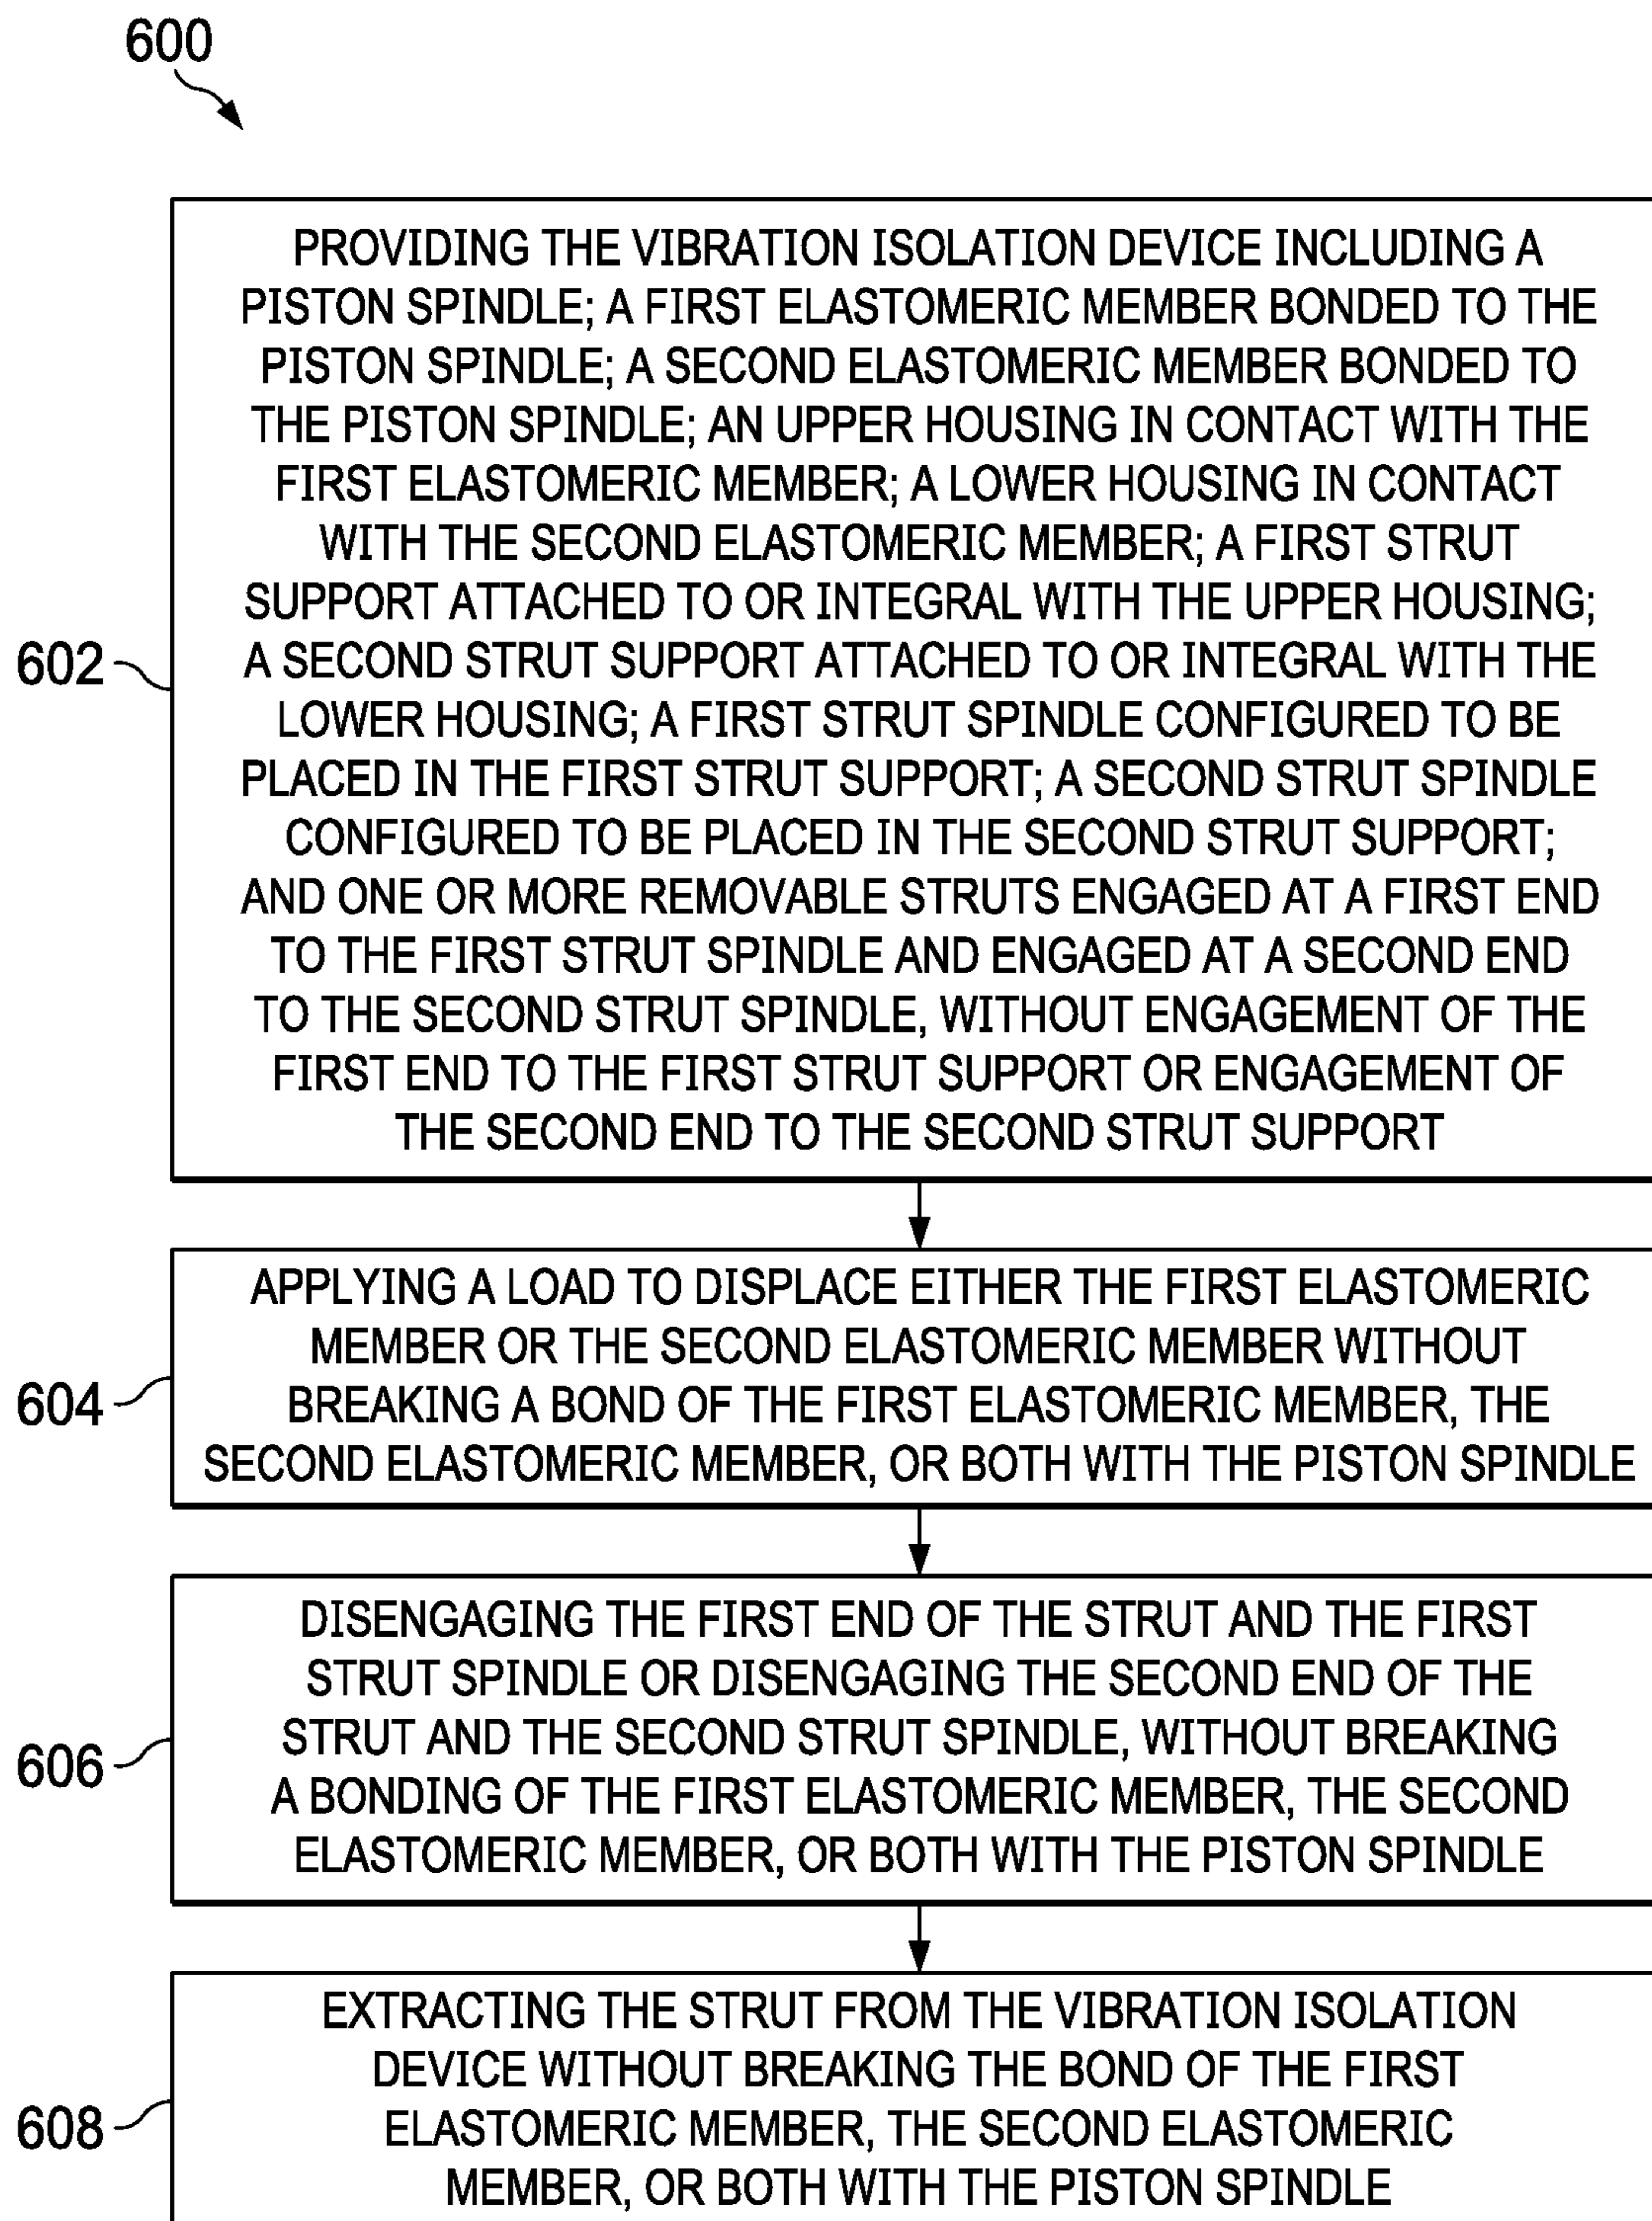 600
PROVIDING THE VIBRATION ISOLATION DEVICE INCLUDING A
PISTON SPINDLE; A FIRST ELASTOMERIC MEMBER BONDED TO THE
PISTON SPINDLE; A SECOND ELASTOMERIC MEMBER BONDED TO
THE PISTON SPINDLE; AN UPPER HOUSING IN CONTACT WITH THE
FIRST ELASTOMERIC MEMBER; A LOWER HOUSING IN CONTACT
WITH THE SECOND ELASTOMERIC MEMBER; A FIRST STRUT
SUPPORT ATTACHED TO OR INTEGRAL WITH THE UPPER HOUSING;
602
A SECOND STRUT SUPPORT ATTACHED TO OR INTEGRAL WITH THE
LOWER HOUSING; A FIRST STRUT SPINDLE CONFIGURED TO BE
PLACED IN THE FIRST STRUT SUPPORT; A SECOND STRUT SPINDLE
CONFIGURED TO BE PLACED IN THE SECOND STRUT SUPPORT;
AND ONE OR MORE REMOVABLE STRUTS ENGAGED AT A FIRST END
TO THE FIRST STRUT SPINDLE AND ENGAGED AT A SECOND END
TO THE SECOND STRUT SPINDLE, WITHOUT ENGAGEMENT OF THE
FIRST END TO THE FIRST STRUT SUPPORT OR ENGAGEMENT OF
THE SECOND END TO THE SECOND STRUT SUPPORT
APPLYING A LOAD TO DISPLACE EITHER THE FIRST ELASTOMERIC
MEMBER OR THE SECOND ELASTOMERIC MEMBER WITHOUT
604
BREAKING A BOND OF THE FIRST ELASTOMERIC MEMBER, THE
SECOND ELASTOMERIC MEMBER, OR BOTH WITH THE PISTON SPINDLE
DISENGAGING THE FIRST END OF THE STRUT AND THE FIRST
STRUT SPINDLE OR DISENGAGING THE SECOND END OF THE
STRUT AND THE SECOND STRUT SPINDLE, WITHOUT BREAKING
606
A BONDING OF THE FIRST ELASTOMERIC MEMBER, THE SECOND
ELASTOMERIC MEMBER, OR BOTH WITH THE PISTON SPINDLE
EXTRACTING THE STRUT FROM THE VIBRATION ISOLATION
DEVICE WITHOUT BREAKING THE BOND OF THE FIRST
608
ELASTOMERIC MEMBER, THE SECOND ELASTOMERIC
MEMBER, OR BOTH WITH THE PISTON SPINDLE